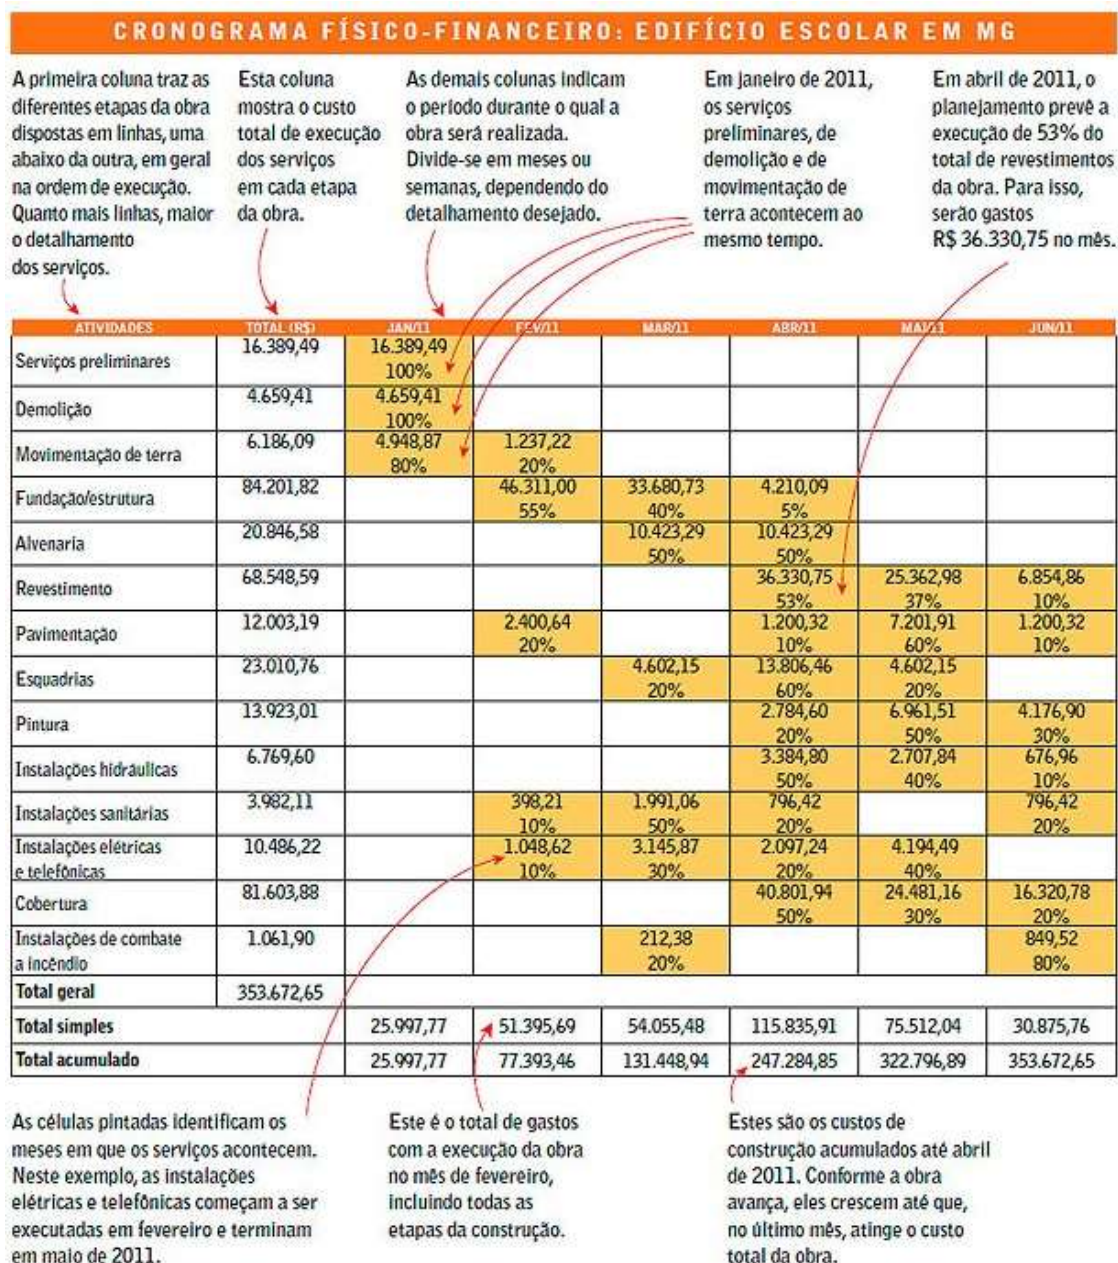 CRONOGRAMA FÍSICO-FINANCEIRO: EDIFÍCIO ESCOLAR EM MG
A primeira coluna traz as
diferentes etapas da obra
dispostas em linhas, uma
abaixo da outra, em geral
na ordem de execução.
Quanto mais linhas, maior
o detalhamento
dos serviços.
Esta coluna
mostra o custo
total de execução
dos serviços
em cada etapa
da obra.
As demais colunas indicam
o período durante o qual a
obra será realizada.
Divide-se em meses ou
semanas, dependendo do
detalhamento desejado.
Em janeiro de 2011,
os serviços
preliminares, de
demolição e de
movimentação de
terra acontecem ao
mesmo tempo.
Em abril de 2011, o
planejamento prevê a
execução de 53% do
total de revestimentos
da obra. Para isso,
serão gastos
R$ 36.330,75 no mês.
ATIVIDADES TOTAL (R$) JAN/11 FEV/11 MAR/11 ABR/11 MAI/11 JUN/11
Serviços preliminares 16.389,49 16.389,49
100%
Demolição 4.659,41 4.659,41
100%
Movimentação de terra 6.186,09 4.948,87 1.237,22
80% 20%
Fundação/estrutura 84.201,82 46.311,00 33.680,73 4.210,09
55% 40% 5%
Alvenaria 20.846,58 10.423,29 10.423,29
50% 50%
Revestimento 68.548,59 36.330,75 25.362,98 6.854,86
53% 37% 10%
Pavimentação 12.003,19 2.400,64 1.200,32 7.201,91 1.200,32
20% 10% 60% 10%
Esquadrias 23.010,76 4.602,15 13.806,46 4.602,15
20% 60% 20%
Pintura 13.923,01 2.784,60 6.961,51 4.176,90
20% 50% 30%
Instalações hidráulicas 6.769,60 3.384,80 2.707,84 676,96
50% 40% 10%
Instalações sanitárias 3.982,11 398,21 1.991,06 796,42 796,42
10% 50% 20% 20%
Instalações elétricas 10.486,22 1.048,62 3.145,87 2.097,24 4.194,49
e telefônicas 10% 30% 20% 40%
Cobertura 81.603,88 40.801,94 24.481,16 16.320,78
50% 30% 20%
Instalações de combate 1.061,90 212,38 849,52
a incêndio 20% 80%
Total geral 353.672,65
Total simples 25.997,77 51.395,69 54.055,48 115.835,91 75.512,04 30.875,76
Total acumulado 25.997,77 77.393,46 131.448,94 247.284,85 322.796,89 353.672,65
As células pintadas identificam os
meses em que os serviços acontecem.
Neste exemplo, as instalações
elétricas e telefônicas começam a ser
executadas em fevereiro e terminam
em maio de 2011.
Este é o total de gastos
com a execução da obra
no mês de fevereiro,
incluindo todas as
etapas da construção.
Estes são os custos de
construção acumulados até abril
de 2011. Conforme a obra
avança, eles crescem até que,
no último mês, atinge o custo
total da obra.